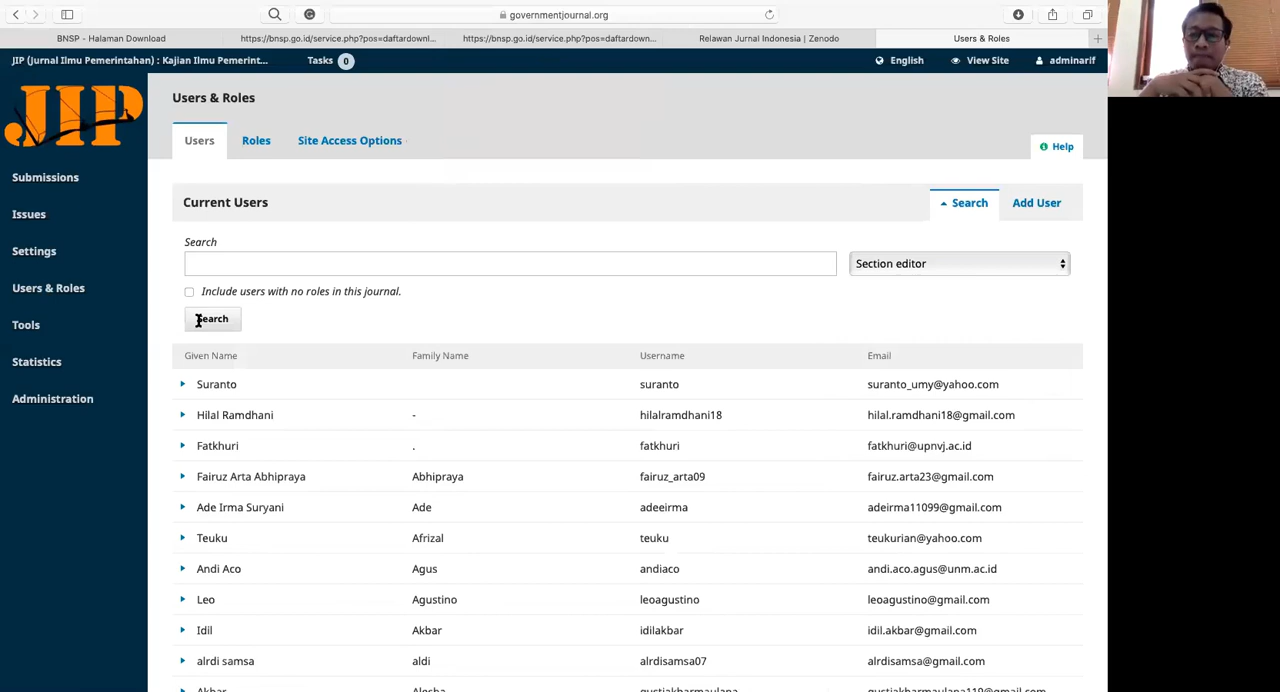 governmentjournal.org
BNSP - Halaman Download
https://bnsp.go.id/service.php?pos=daftardownl...
https://bnsp.go.id/service.php?pos=daftardown...
Relawan Jurnal Indonesia | Zenodo
Users & Roles
JIP (Jurnal Ilmu Pemerintahan) : Kajian Ilmu Pemerint...
Tasks 0
English
View Site
adminarif
JIP
Submissions
Issues
Settings
Users & Roles
Tools
Statistics
Administration
Users & Roles
Users Roles Site Access Options
Help
Current Users
Search Add User
Search
Section editor
Include users with no roles in this journal.
Search
Given Name Family Name Username Email
Suranto suranto suranto_umy@yahoo.com
Hilal Ramdhani - hilalramdhani18 hilal.ramdhani18@gmail.com
Fatkhuri . fatkhuri fatkhuri@upnvj.ac.id
Fairuz Arta Abhipraya Abhipraya fairuz_arta09 fairuz.arta23@gmail.com
Ade Irma Suryani Ade adeeirma adeirma11099@gmail.com
Teuku Afrizal teuku teukurian@yahoo.com
Andi Aco Agus andiaco andi.aco.agus@unm.ac.id
Leo Agustino leoagustino leoagustino@gmail.com
Idil Akbar idilakbar idil.akbar@gmail.com
alrdi samsa aldi alrdisamsa07 alrdisamsa@gmail.com
Akbar Alesha gustiakbarmaulana gustiakbarmaulana119@gmail.com